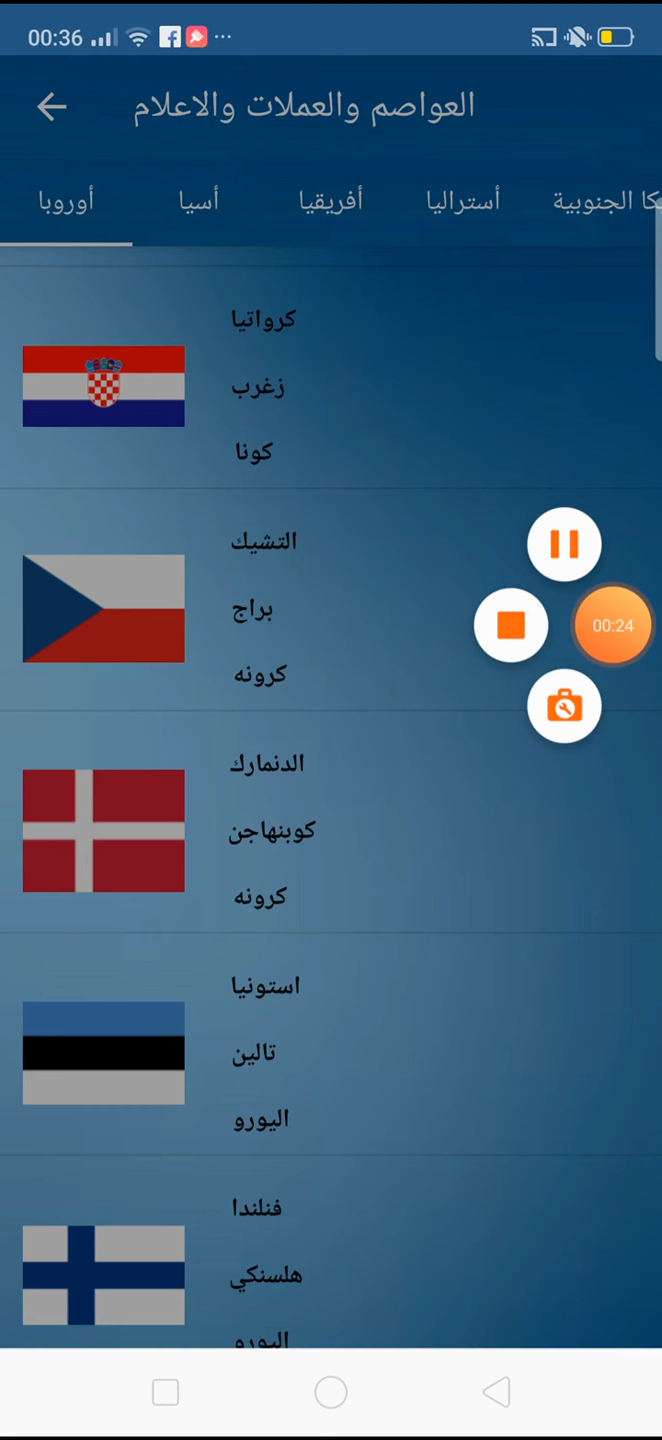 00:36
العواصم والعملات والاعلام
أوروبا
أسيا
أفريقيا
أستراليا
كا الجنوبية
كرواتيا
زغرب
كونا
التشيك
براج
كرونه
00:24
الدنمارك
كوبنهاجن
كرونه
استونيا
تالين
اليورو
فنلندا
هلسنكي
اليورو